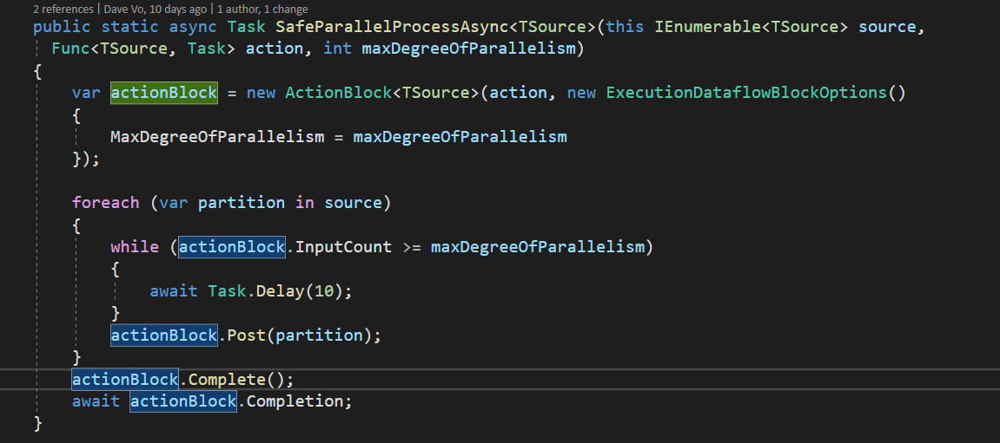 2 references | Dave Vo, 10 days ago | 1 author, 1 change
public static async Task SafeParallelProcessAsync<TSource>(this IEnumerable<TSource> source,
Func<TSource, Task> action, int maxDegreeOfParallelism)
{
var actionBlock = new ActionBlock<TSource>(action, new ExecutionDataflowBlockOptions()
{
MaxDegreeOfParallelism = maxDegreeOfParallelism
});
foreach (var partition in source)
{
while (actionBlock.InputCount >= maxDegreeOfParallelism)
{
await Task.Delay(10);
}
actionBlock.Post(partition);
}
actionBlock.Complete();
await actionBlock.Completion;
}